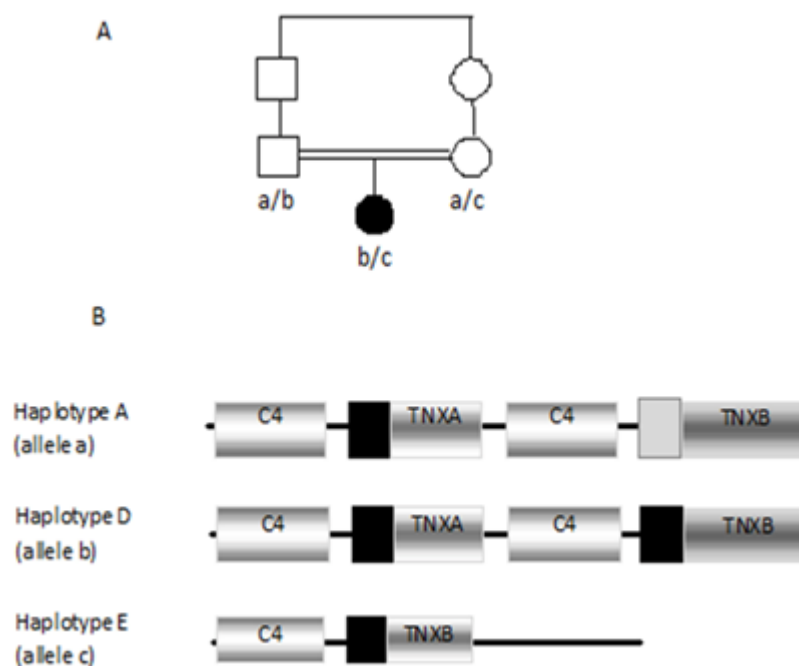 A
a/b
a/c
b/c
B
Haplotype A
(allele a)
C4
TNXA
C4
TNXB
Haplotype D
(allele b)
C4
TNXA
C4
TNXB
Haplotype E
(allele c)
C4
TNXB